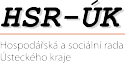 HSR-ÚK
Hospodářská a sociální rada
Ústeckého kraje